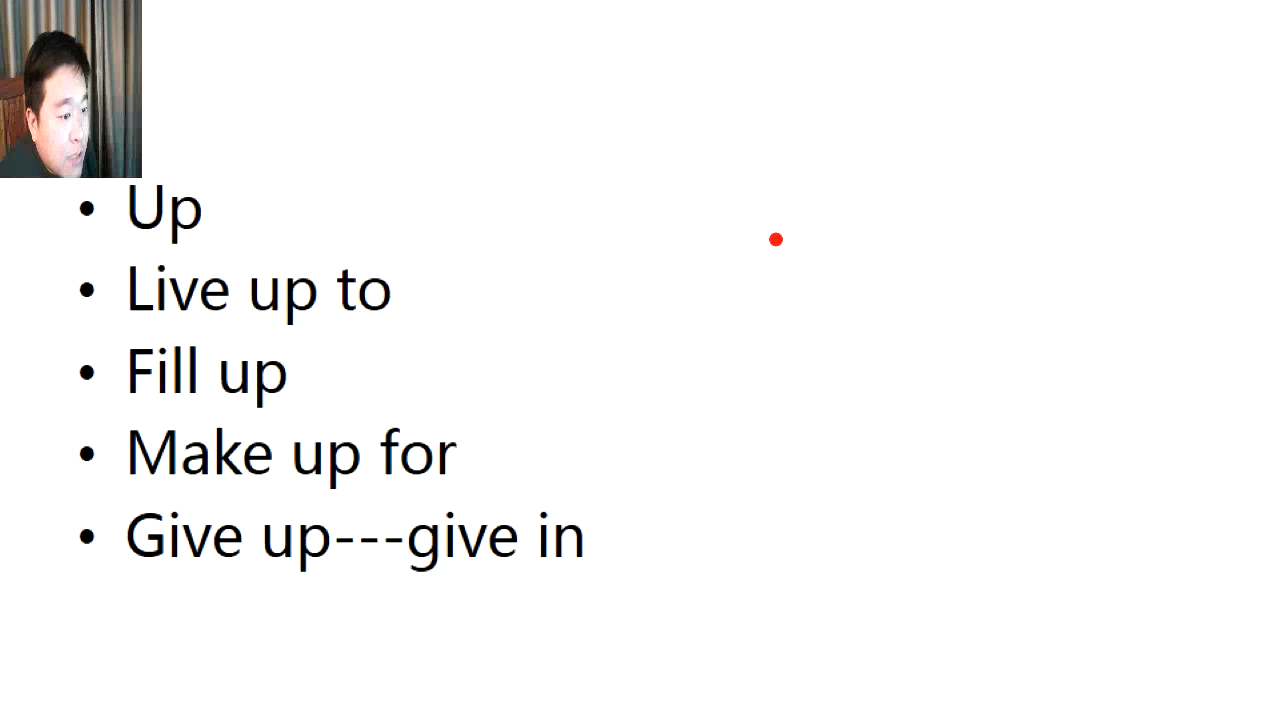 • Up
• Live up to
• Fill up
• Make up for
• Give up---give in